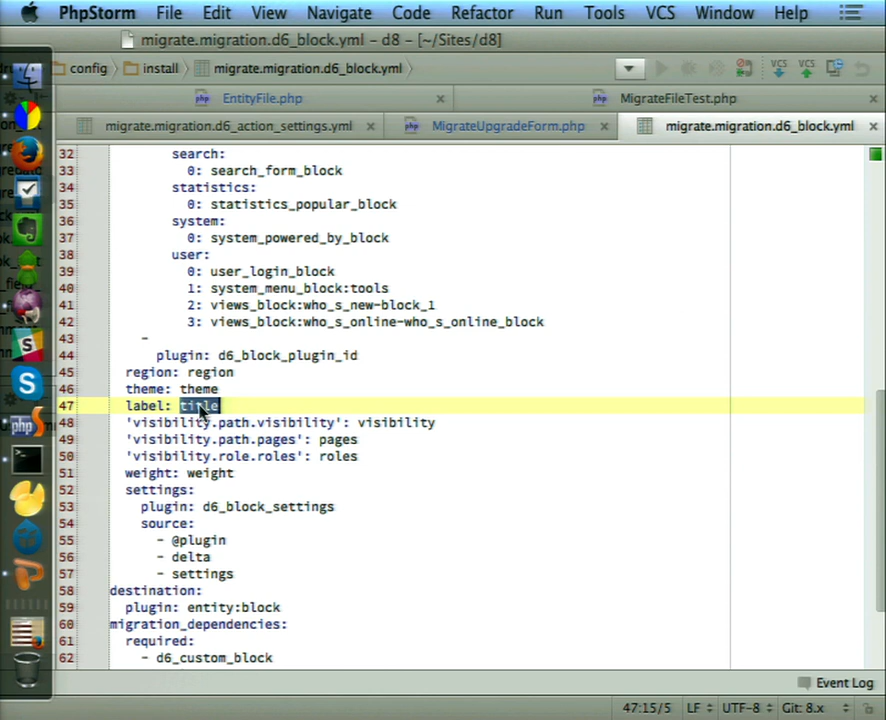 PhpStorm File Edit View Navigate Code Refactor Run Tools VCS Window Help
migrate.migration.d6_block.yml – d8 – [~/Sites/d8]
config install migrate.migration.d6_block.yml VCS VCS
EntityFile.php MigrateFileTest.php
migrate.migration.d6_action_settings.yml MigrateUpgradeForm.php migrate.migration.d6_block.yml
32 search:
33 0: search_form_block
34 statistics:
35 0: statistics_popular_block
36 system:
37 0: system_powered_by_block
38 user:
39 0: user_login_block
40 1: system_menu_block:tools
41 2: views_block:who_s_new-block_1
42 3: views_block:who_s_online-who_s_online_block
43 -
44 plugin: d6_block_plugin_id
45 region: region
46 theme: theme
47 label: title
48 'visibility.path.visibility': visibility
49 'visibility.path.pages': pages
50 'visibility.role.roles': roles
51 weight: weight
52 settings:
53 plugin: d6_block_settings
54 source:
55 - @plugin
56 - delta
57 - settings
58 destination:
59 plugin: entity:block
60 migration_dependencies:
61 required:
62 - d6_custom_block
Event Log
47:15/5 LF UTF-8 Git: 8.x